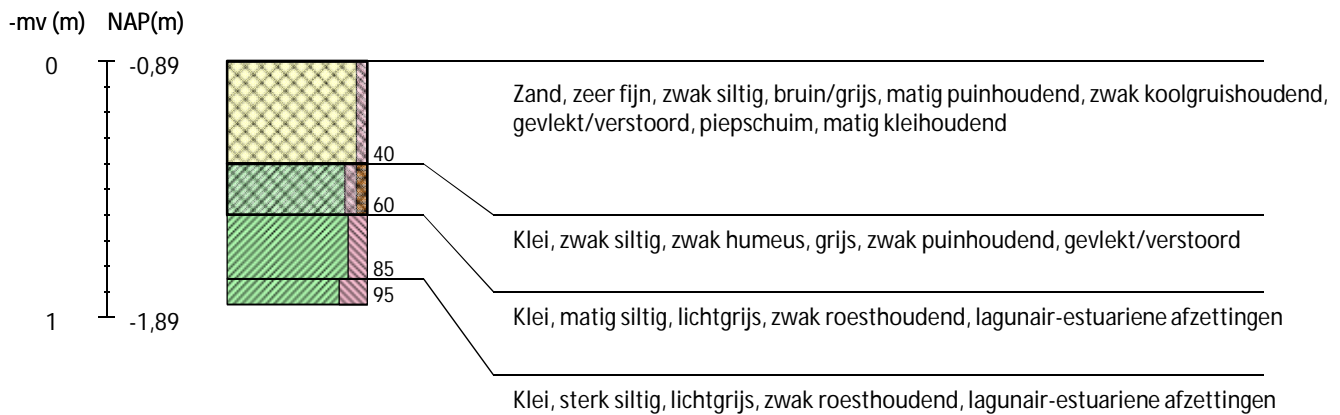 -mv (m) NAP(m)
0 -0,89
Zand, zeer fijn, zwak siltig, bruin/grijs, matig puinhoudend, zwak koolgruishoudend,
gevlekt/verstoord, piepschuim, matig kleihoudend
40
60
Klei, zwak siltig, zwak humeus, grijs, zwak puinhoudend, gevlekt/verstoord
85
95
1 -1,89
Klei, matig siltig, lichtgrijs, zwak roesthoudend, lagunair-estuariene afzettingen
Klei, sterk siltig, lichtgrijs, zwak roesthoudend, lagunair-estuariene afzettingen